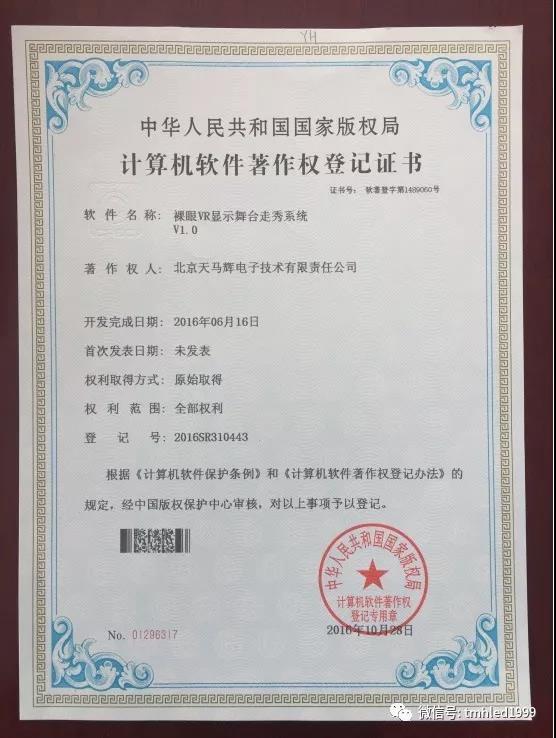 YH
中华人民共和国国家版权局
计算机软件著作权登记证书
证书号： 软著登字第1489060号
软件名称： 裸眼VR显示舞台走秀系统
V1.0
著作权人： 北京天马辉电子技术有限责任公司
开发完成日期： 2016年06月16日
首次发表日期： 未发表
权利取得方式： 原始取得
权利范围： 全部权利
登记号： 2016SR310443
根据《计算机软件保护条例》和《计算机软件著作权登记办法》的
规定，经中国版权保护中心审核，对以上事项予以登记。
中华人民共和国国家版权局
计算机软件著作权
登记专用章
2016年10月28日
No. 01296317
微信号: tmhled1999